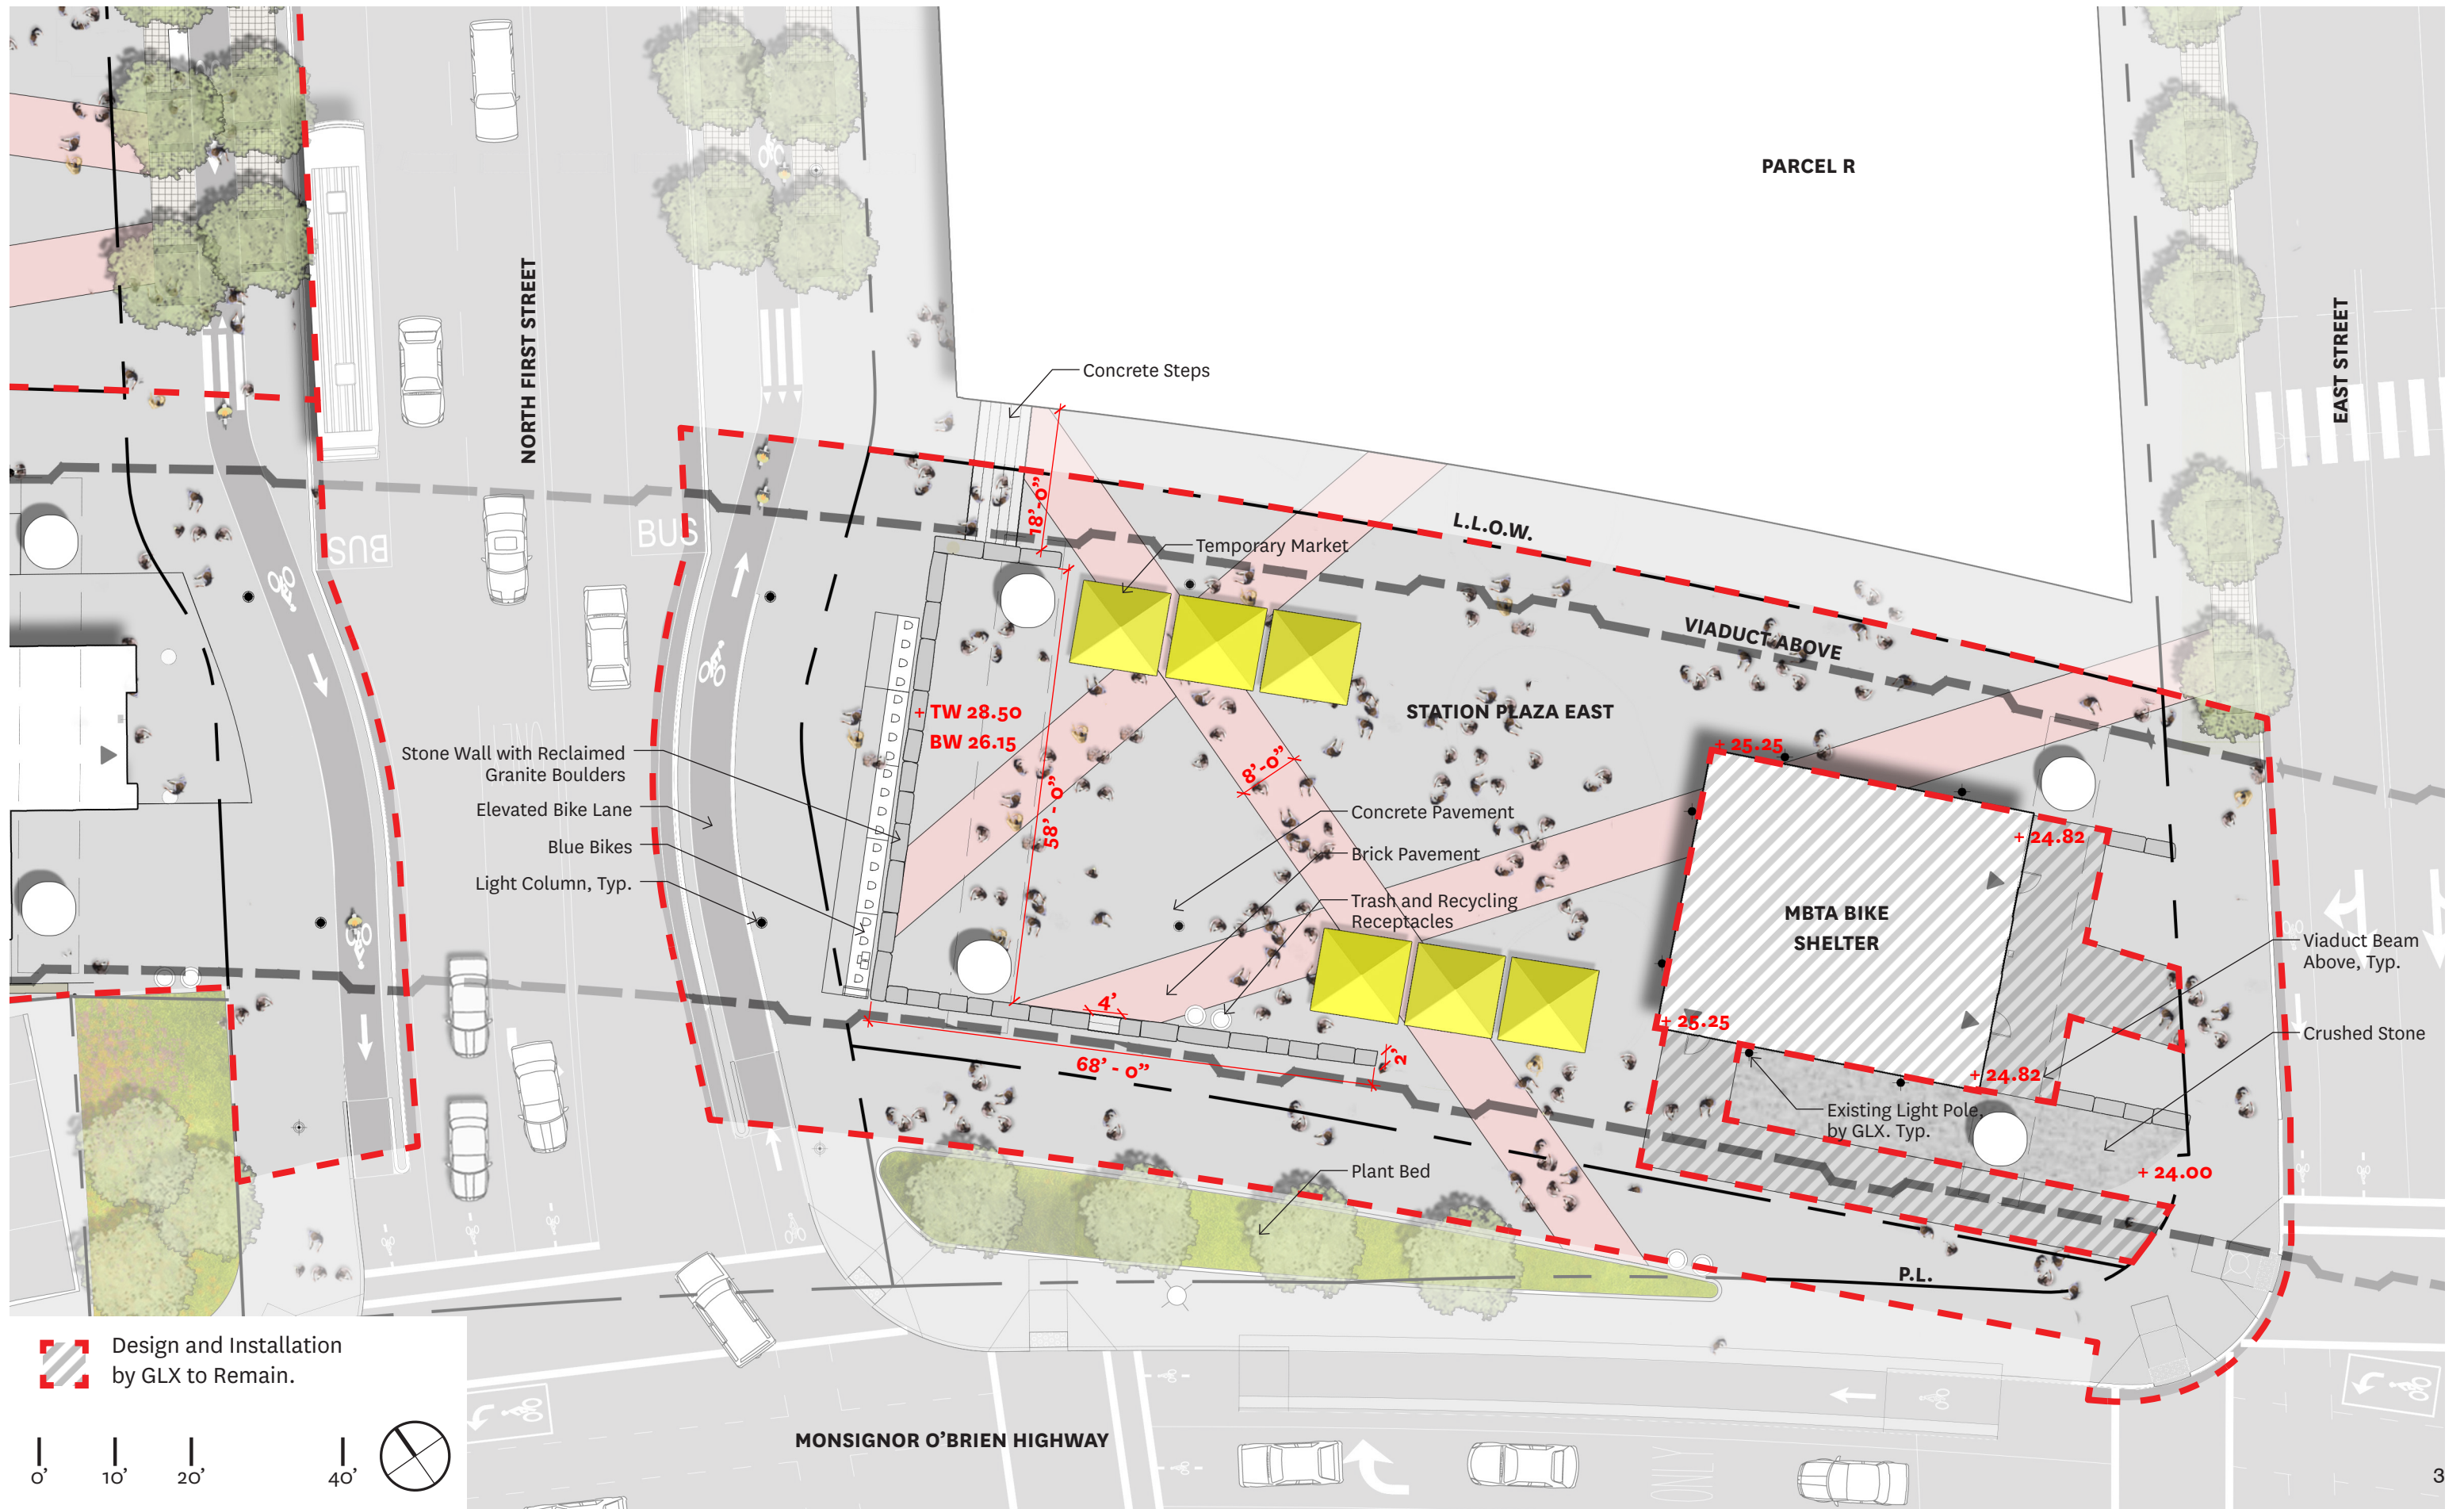 PARCEL R
NORTH FIRST STREET
EAST STREET
Concrete Steps
BUS
BUS
18'-0"
L.L.O.W.
Temporary Market
VIADUCT ABOVE
STATION PLAZA EAST
+ TW 28.50
BW 26.15
Stone Wall with Reclaimed
Granite Boulders
Elevated Bike Lane
Blue Bikes
Light Column, Typ.
58'-0"
8'-0"
Concrete Pavement
Brick Pavement
Trash and Recycling
Receptacles
+ 25.25
+ 24.82
MBTA BIKE
SHELTER
Viaduct Beam
Above, Typ.
Crushed Stone
+ 25.25
+ 24.82
4'
68' - 0"
2'
Existing Light Pole,
by GLX. Typ.
+ 24.00
Plant Bed
P.L.
Design and Installation
by GLX to Remain.
0'
10'
20'
40'
MONSIGNOR O'BRIEN HIGHWAY
ONLY
ONLY
3